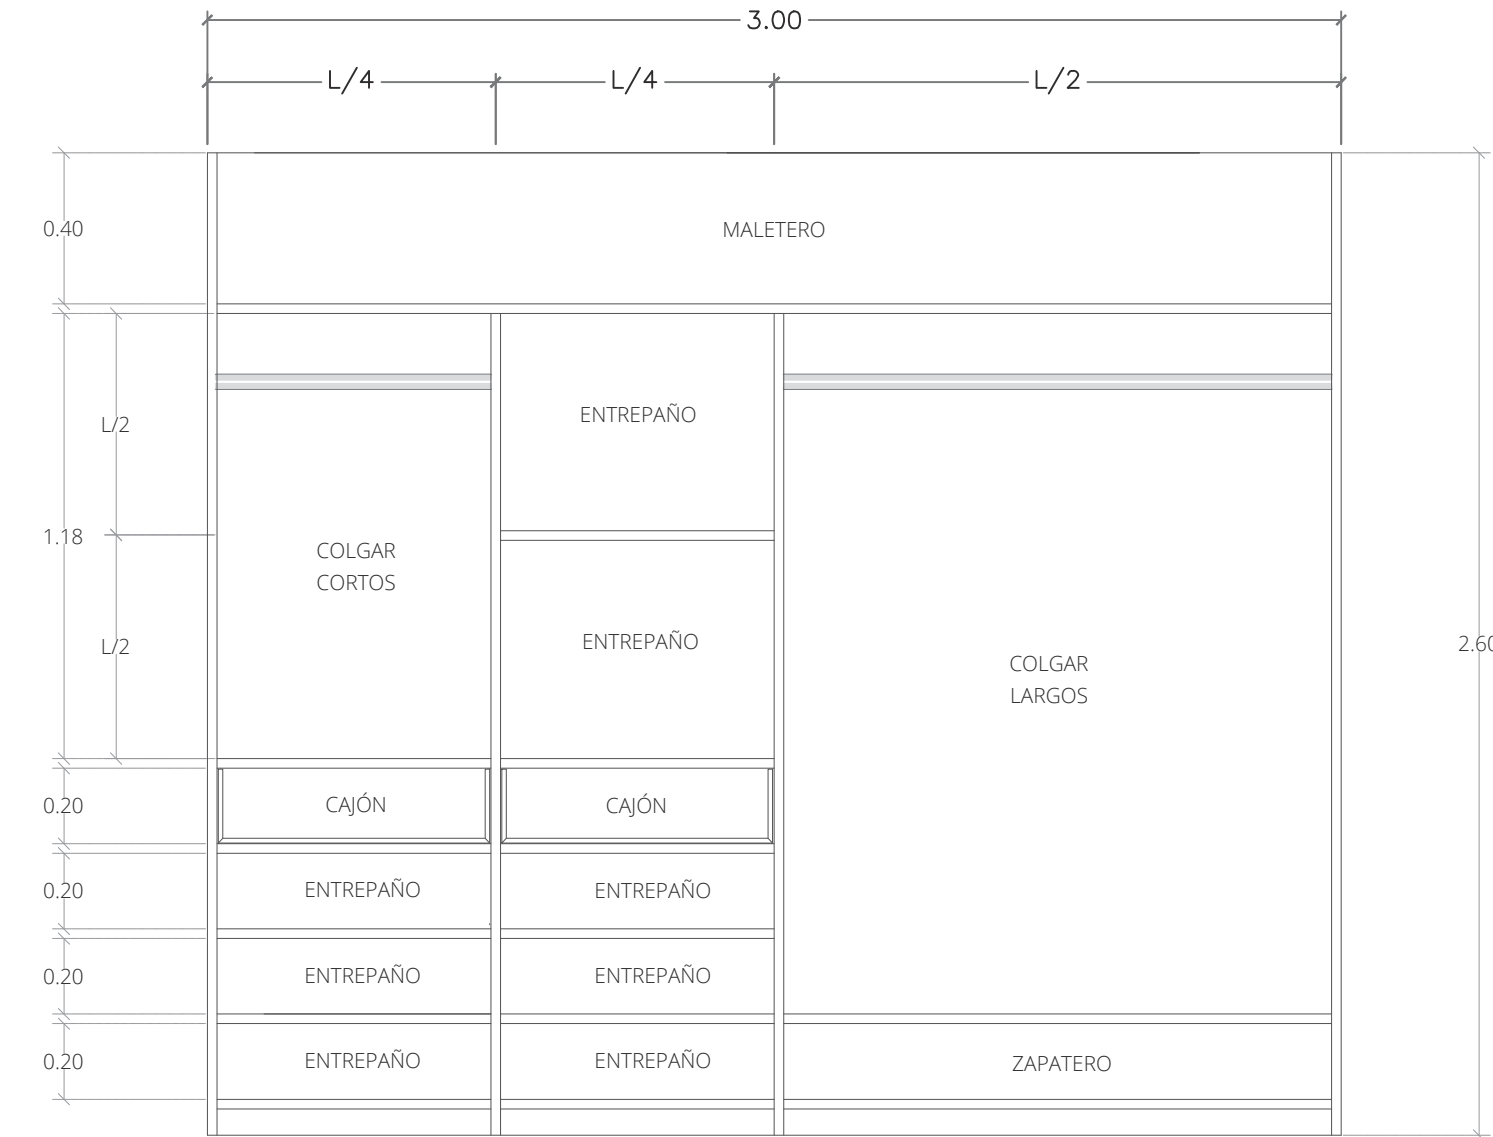 3.00
L/4
L/4
L/2
0.40
MALETERO
L/2
ENTREPAÑO
1.18
COLGAR
CORTOS
L/2
ENTREPAÑO
2.60
COLGAR
LARGOS
0.20
CAJÓN
CAJÓN
0.20
ENTREPAÑO
ENTREPAÑO
0.20
ENTREPAÑO
ENTREPAÑO
0.20
ENTREPAÑO
ENTREPAÑO
ZAPATERO